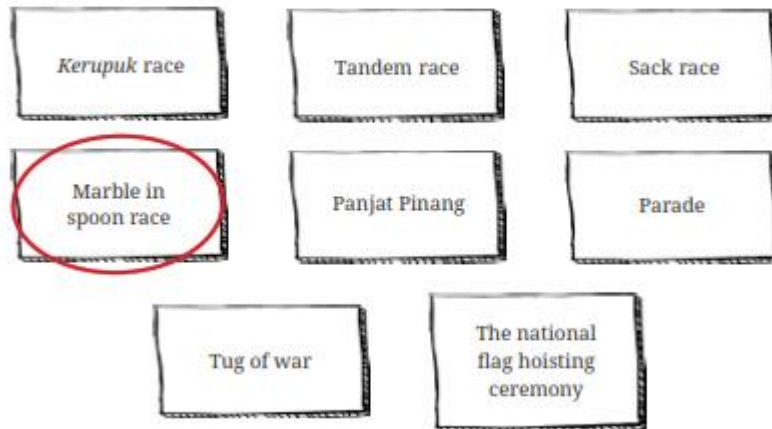 Kerupuk race
Tandem race
Sack race
Marble in
spoon race
Panjat Pinang
Parade
Tug of war
The national
flag hoisting
ceremony